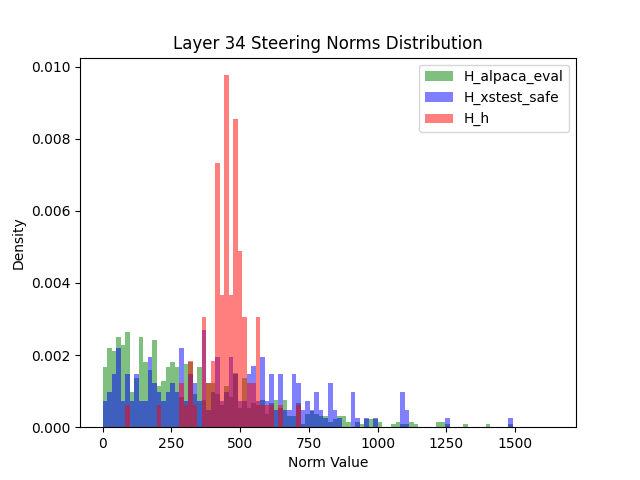 Layer 34 Steering Norms Distribution
H_alpaca_eval
H_xstest_safe
H_h
0.010
0.008
0.006
0.004
0.002
0.000
Density
0
250
500
750
1000
1250
1500
Norm Value